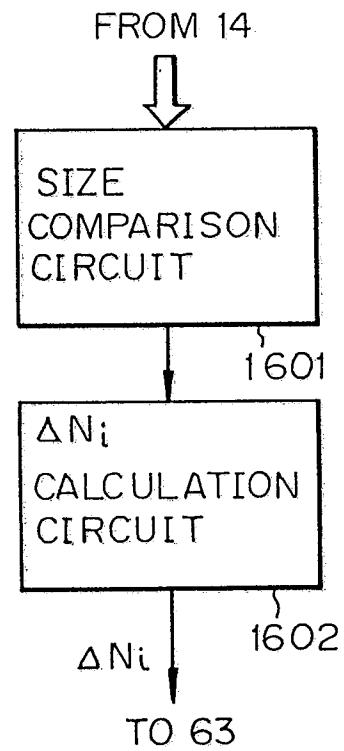 FROM 14
SIZE
COMPARISON
CIRCUIT
1601
ΔNi
CALCULATION
CIRCUIT
1602
ΔNi
TO 63